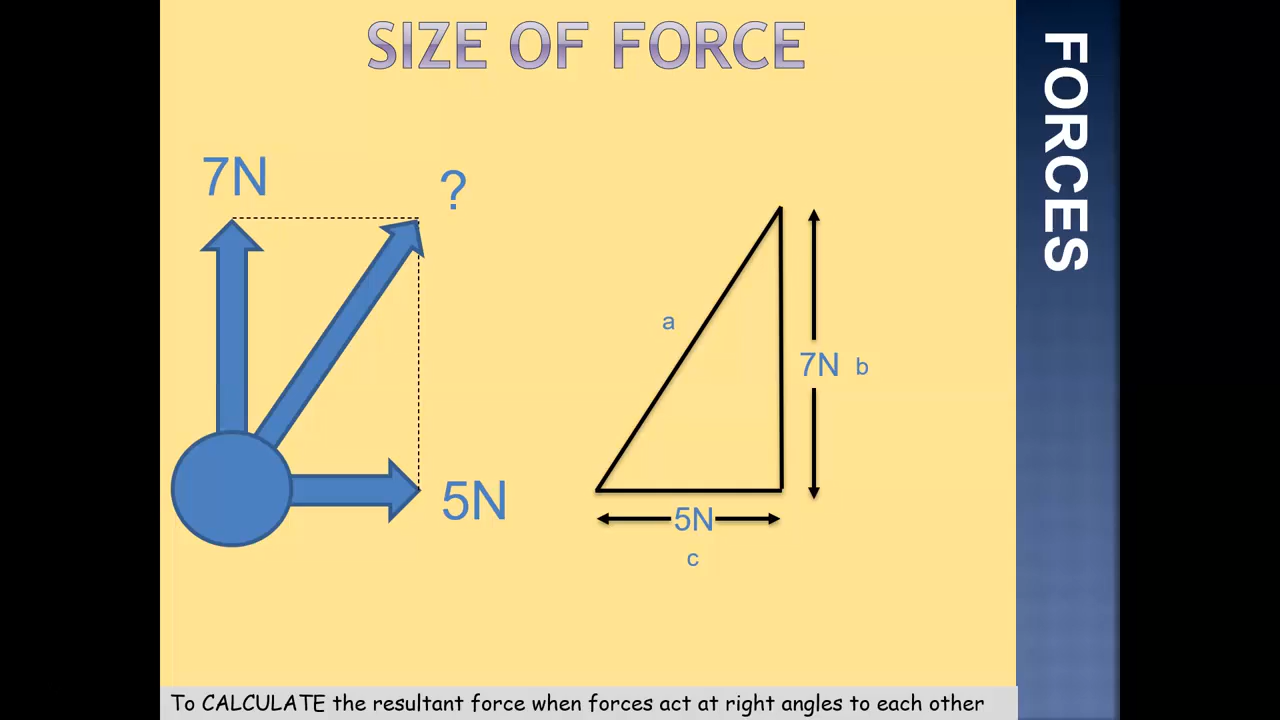 SIZE OF FORCE
FORCES
7N
?
a
7N b
5N
5N
c
To CALCULATE the resultant force when forces act at right angles to each other